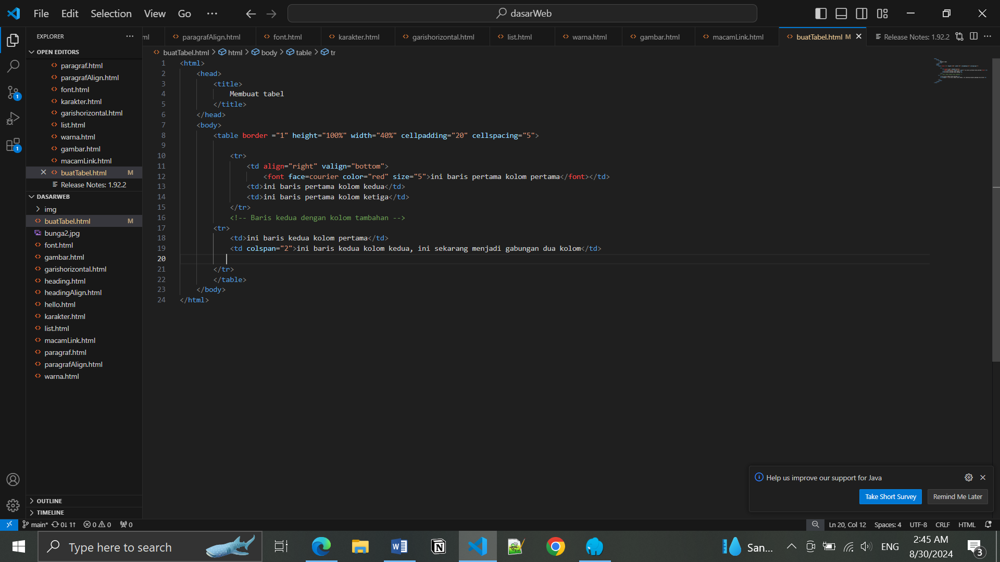 File Edit Selection View Go ··· dasarWeb
EXPLORER ···
OPEN EDITORS
paragraf.html
paragrafAlign.html
font.html
karakter.html
garishorizontal.html
list.html
warna.html
gambar.html
macamLink.html
buatTabel.html M
Release Notes: 1.92.2
DASARWEB
img
buatTabel.html M
bunga2.jpg
font.html
gambar.html
garishorizontal.html
heading.html
headingAlign.html
hello.html
karakter.html
list.html
macamLink.html
paragraf.html
paragrafAlign.html
warna.html
OUTLINE
TIMELINE
ml paragrafAlign.html font.html karakter.html garishorizontal.html list.html warna.html gambar.html macamLink.html buatTabel.html M Release Notes: 1.92.2 ···
buatTabel.html > html > body > table > tr
1 <html>
2 <head>
3 <title>
4 Membuat tabel
5 </title>
6 </head>
7 <body>
8 <table border ="1" height="100%" width="40%" cellpadding="20" cellspacing="5">
9
10 <tr>
11 <td align="right" valign="bottom">
12 <font face=courier color="red" size="5">ini baris pertama kolom pertama</font></td>
13 <td>ini baris pertama kolom kedua</td>
14 <td>ini baris pertama kolom ketiga</td>
15 </tr>
16 <!-- Baris kedua dengan kolom tambahan -->
17 <tr>
18 <td>ini baris kedua kolom pertama</td>
19 <td colspan="2">ini baris kedua kolom kedua, ini sekarang menjadi gabungan dua kolom</td>
20
21 </tr>
22 </table>
23 </body>
24 </html>
1
1
Help us improve our support for Java
Take Short Survey Remind Me Later
main* 0↓ 1↑ 0 0 0 Ln 20, Col 12 Spaces: 4 UTF-8 CRLF HTML
Type here to search San... ENG 2:45 AM 3
8/30/2024